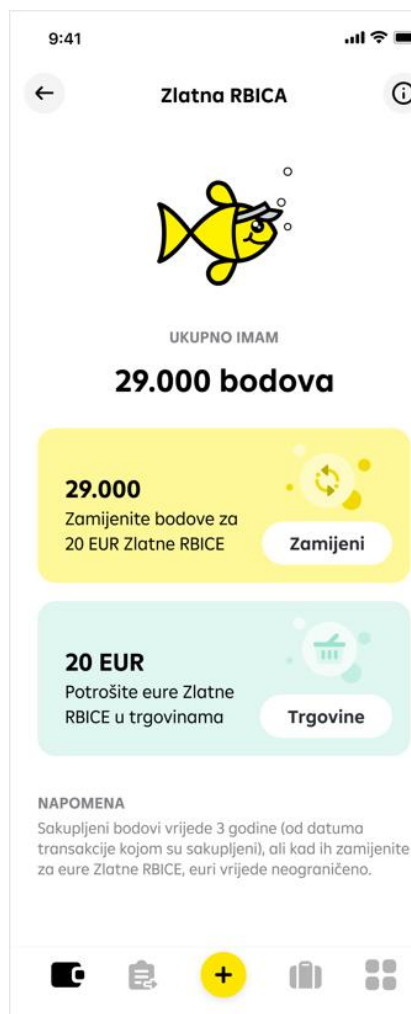 9:41
Zlatna RBICA
UKUPNO IMAM
29.000 bodova
29.000
Zamijenite bodove za
20 EUR Zlatne RBICE
Zamijeni
20 EUR
Potrošite eure Zlatne
RBICE u trgovinama
Trgovine
NAPOMENA
Sakupljeni bodovi vrijede 3 godine (od datuma
transakcije kojom su sakupljeni), ali kad ih zamijenite
za eure Zlatne RBICE, euri vrijede neograničeno.